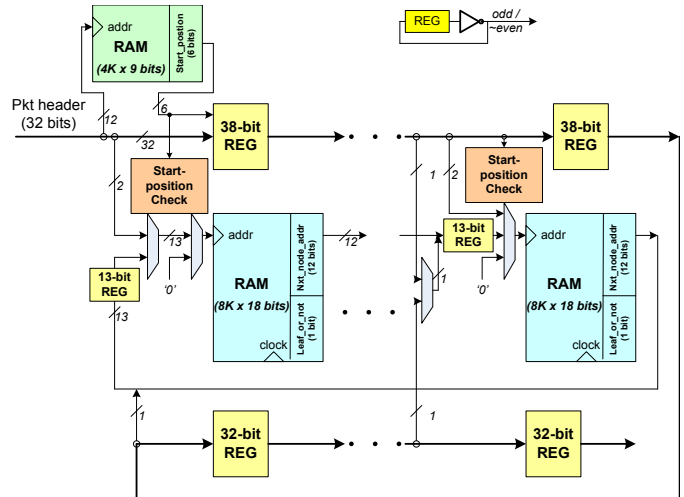 addr
RAM
(4K x 9 bits)
Start_postion
(6 bits)
REG
odd /
~even
Pkt header
(32 bits)
12
6
32
38-bit
REG
38-bit
REG
2
1
2
Start-
position
Check
Start-
position
Check
13
addr
RAM
(8K x 18 bits)
Nxt_node_addr
(12 bits)
Leaf_or_not
(1 bit)
clock
12
'0'
13-bit
REG
13
13-bit
REG
1
'0'
addr
RAM
(8K x 18 bits)
Nxt_node_addr
(12 bits)
Leaf_or_not
(1 bit)
clock
1
1
32-bit
REG
32-bit
REG